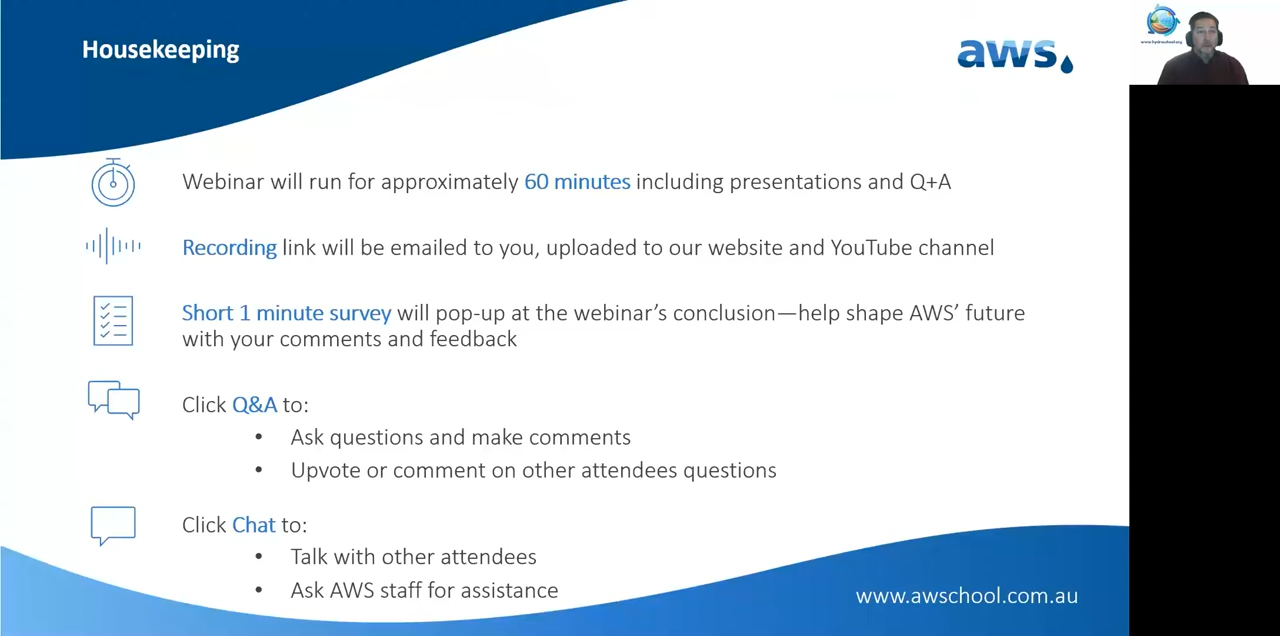 Housekeeping
aws.
www.hydroschool.org
Webinar will run for approximately 60 minutes including presentations and Q+A
Recording link will be emailed to you, uploaded to our website and YouTube channel
Short 1 minute survey will pop-up at the webinar’s conclusion—help shape AWS’ future
with your comments and feedback
Click Q&A to:
• Ask questions and make comments
• Upvote or comment on other attendees questions
Click Chat to:
• Talk with other attendees
• Ask AWS staff for assistance
www.awschool.com.au